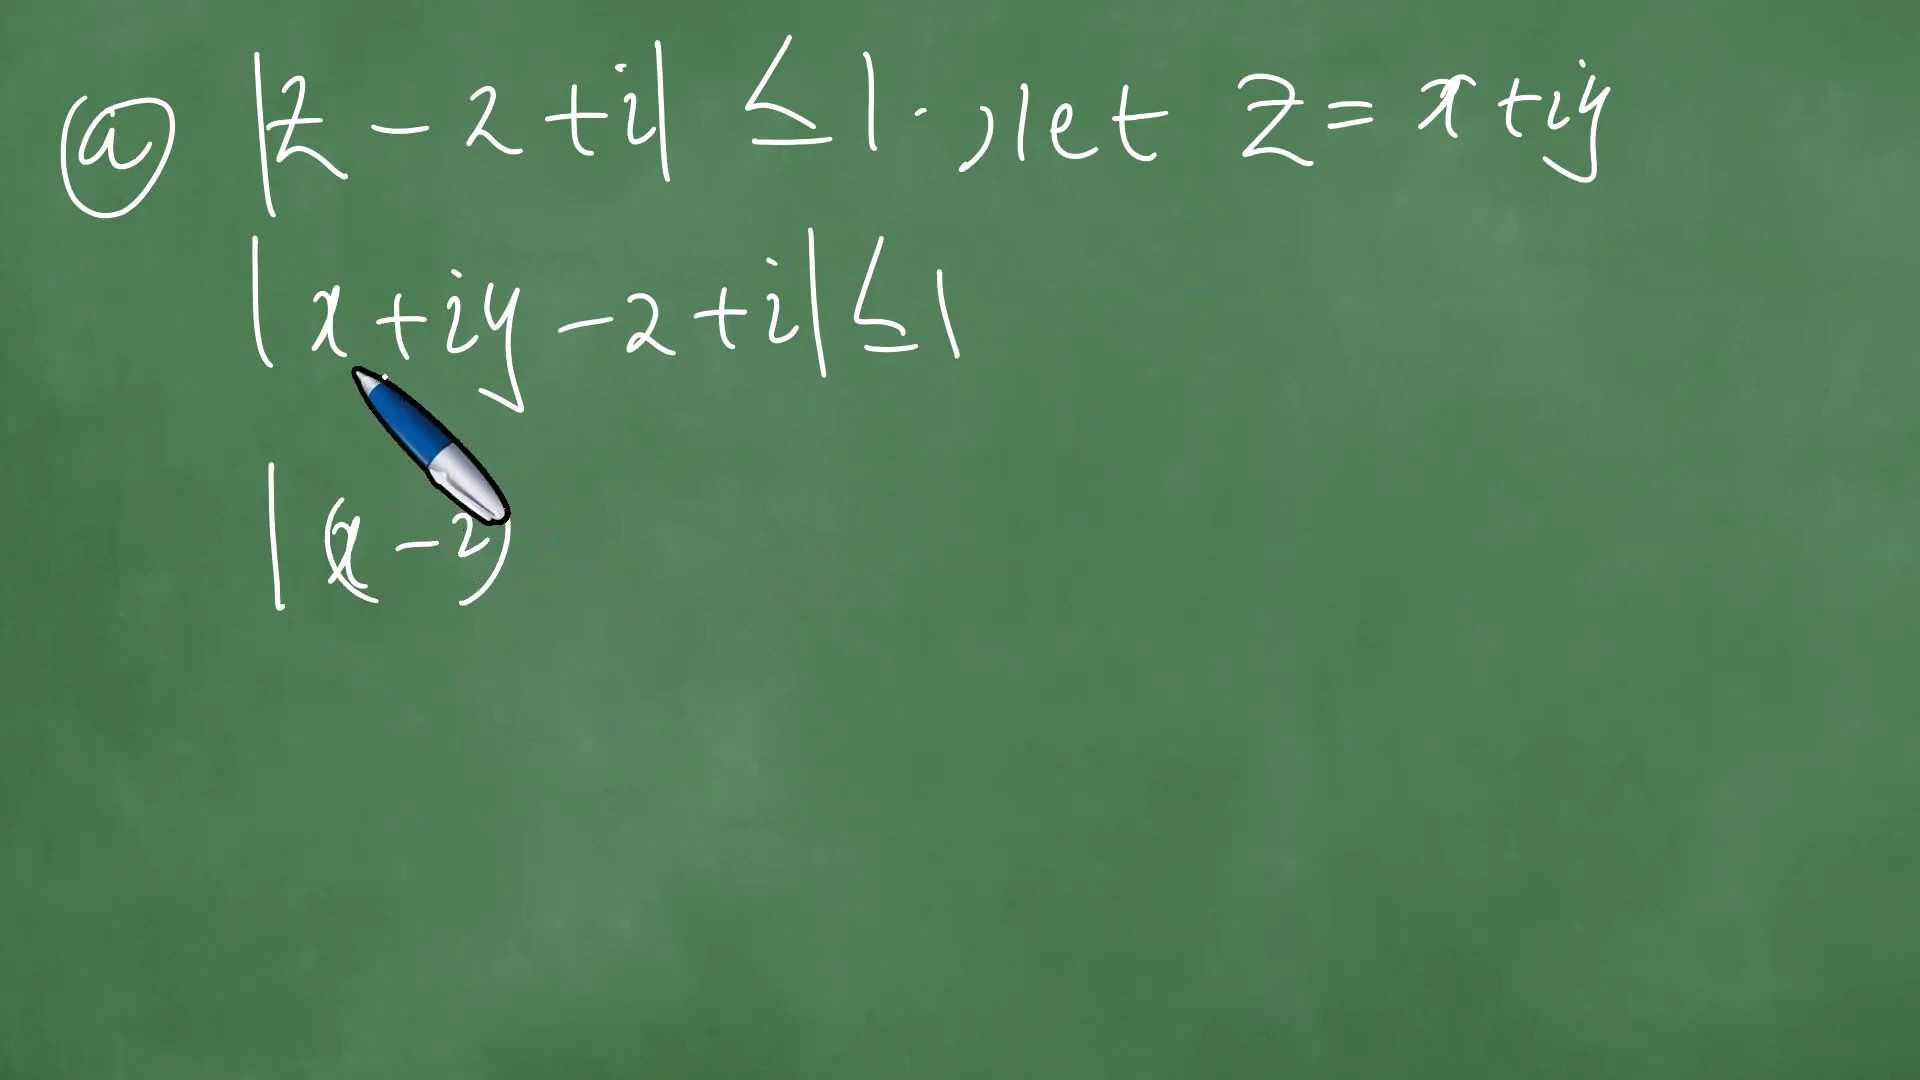 (a) |z - 2 + i| ≤ 1. , let z = x + iy
|x + iy - 2 + i| ≤ 1
|(x - 2)